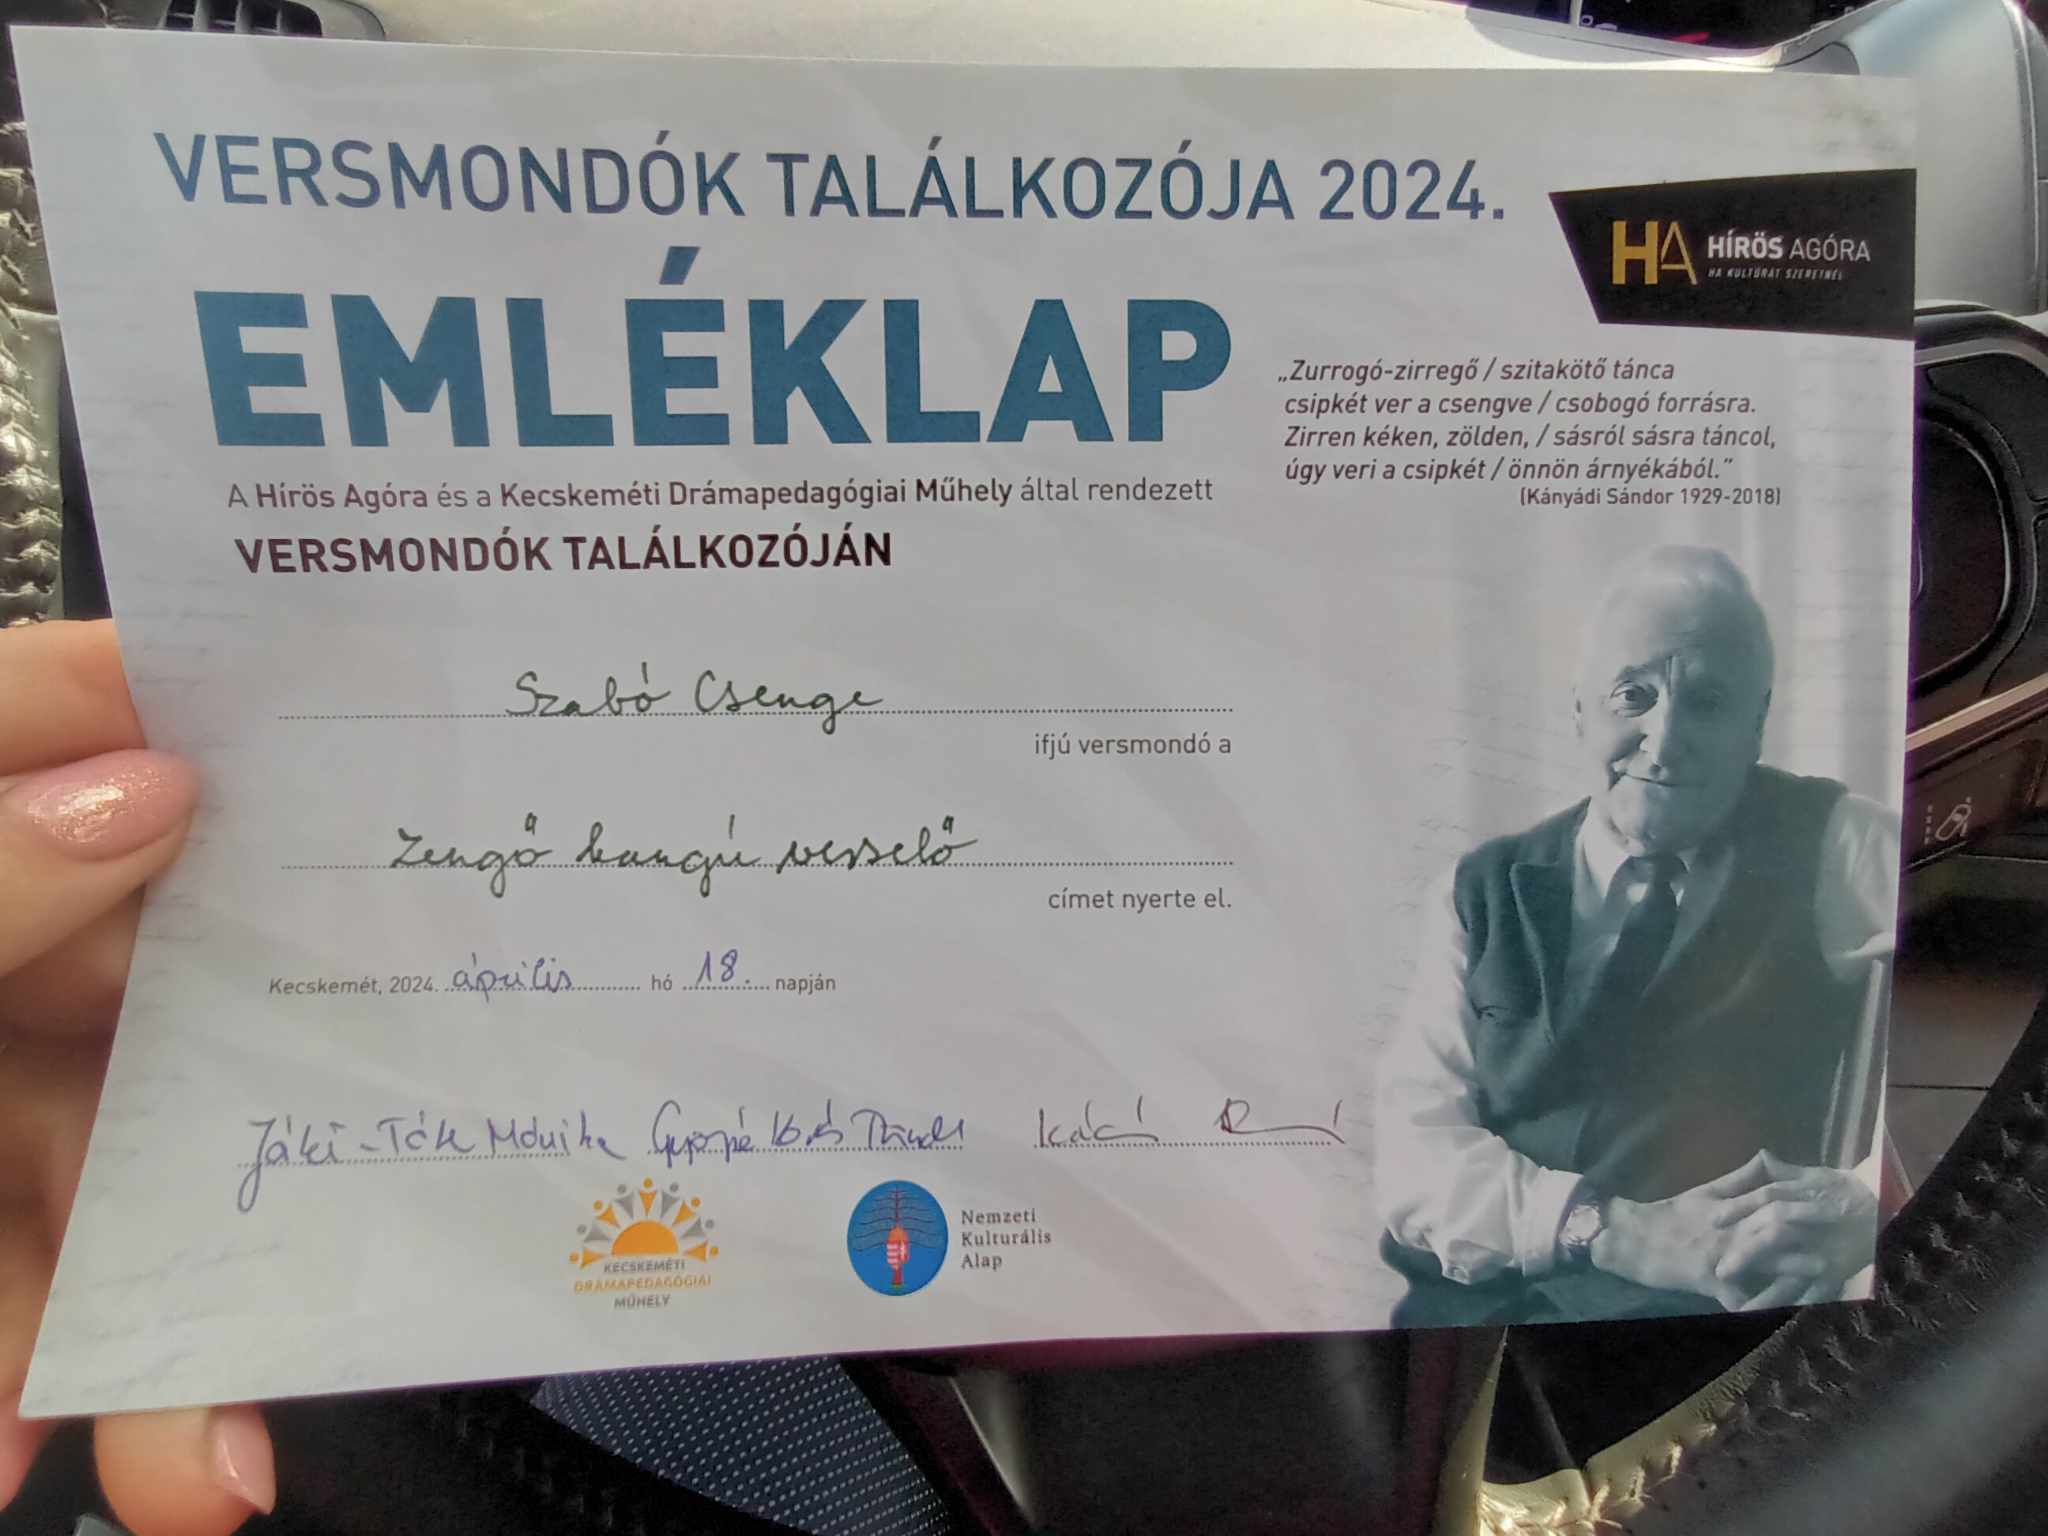 VERSMONDÓK TALÁLKOZÓJA 2024.
HA HÍRÖS AGÓRA
HA KULTÚRÁT SZERETNÉL
EMLÉKLAP
„Zurrogó-zirregő / szitakötő tánca
csipkét ver a csengve / csobogó forrásra.
Zirren kéken, zölden, / sásról sásra táncol,
úgy veri a csipkét / önnön árnyékából.”
(Kányádi Sándor 1929-2018)
A Hírös Agóra és a Kecskeméti Drámapedagógiai Műhely által rendezett
VERSMONDÓK TALÁLKOZÓJÁN
Szabó Csenge
ifjú versmondó a
Zengő hangú verselő
címet nyerte el.
Kecskemét, 2024. április hó 18. napján
Jáki-Tók Mónika
KECSKEMÉTI
DRÁMAPEDAGÓGIAI
MŰHELY
Nemzeti
Kulturális
Alap